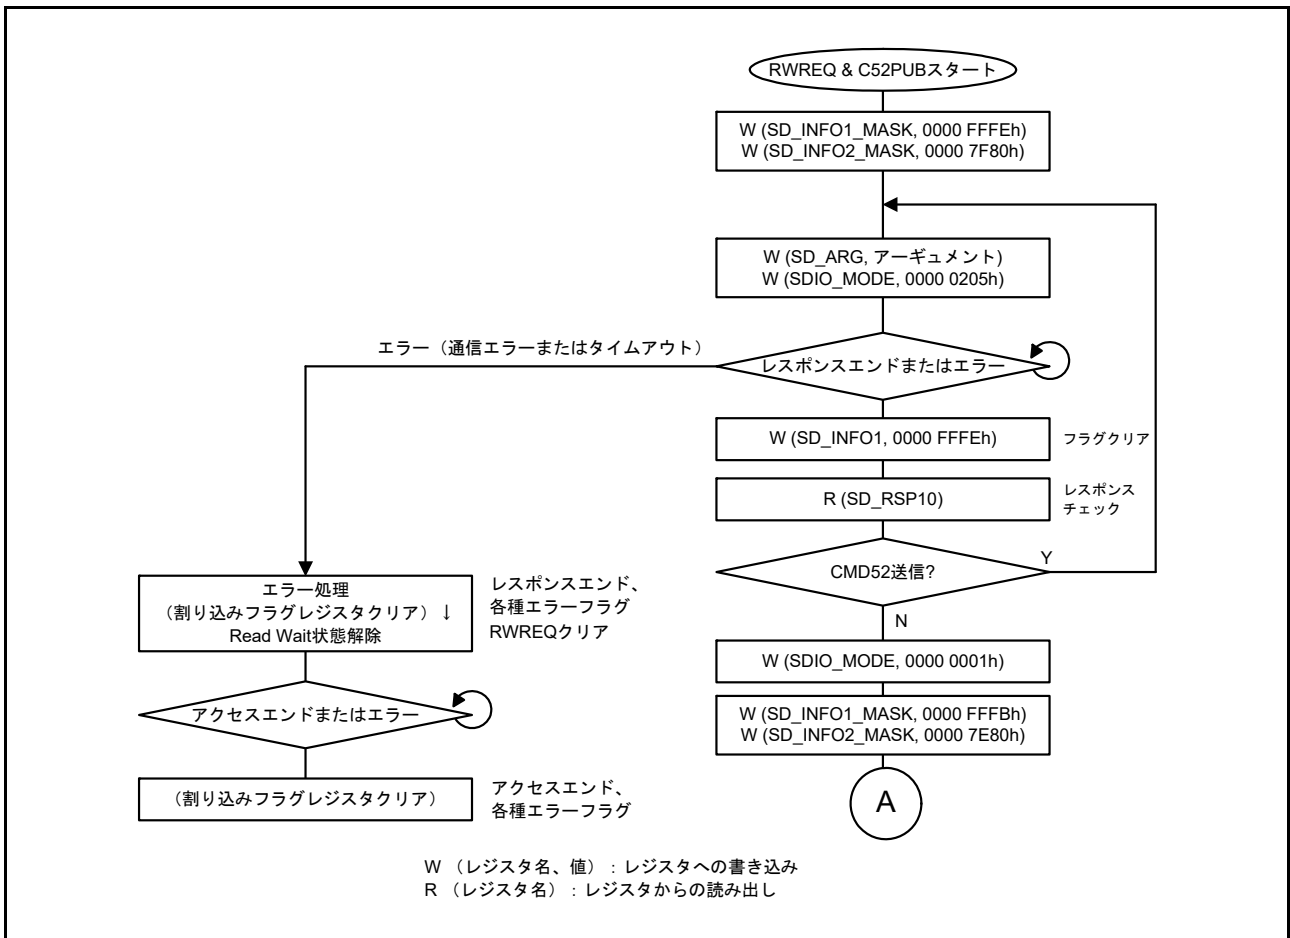 RWREQ & C52PUBスタート
W (SD_INFO1_MASK, 0000 FFFEh)
W (SD_INFO2_MASK, 0000 7F80h)
W (SD_ARG, アーギュメント)
W (SDIO_MODE, 0000 0205h)
エラー（通信エラーまたはタイムアウト）
レスポンスエンドまたはエラー
W (SD_INFO1, 0000 FFFEh)
フラグクリア
R (SD_RSP10)
レスポンス
チェック
CMD52送信?
Y
N
W (SDIO_MODE, 0000 0001h)
W (SD_INFO1_MASK, 0000 FFFBh)
W (SD_INFO2_MASK, 0000 7E80h)
A
エラー処理
（割り込みフラグレジスタクリア）↓
Read Wait状態解除
レスポンスエンド、
各種エラーフラグ
RWREQクリア
アクセスエンドまたはエラー
（割り込みフラグレジスタクリア）
アクセスエンド、
各種エラーフラグ
W （レジスタ名、値）：レジスタへの書き込み
R （レジスタ名）：レジスタからの読み出し